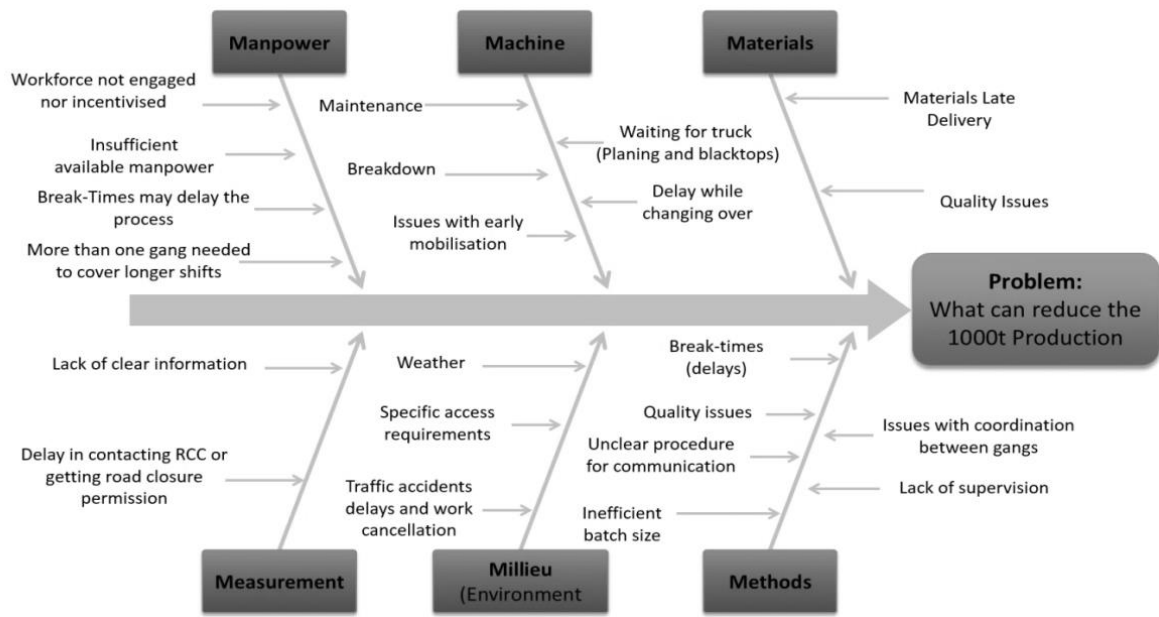 Manpower
Machine
Materials
Workforce not engaged
nor incentivised
Insufficient
available manpower
Break-Times may delay the
process
More than one gang needed
to cover longer shifts
Maintenance
Breakdown
Issues with early
mobilisation
Waiting for truck
(Planing and blacktops)
Delay while
changing over
Materials Late
Delivery
Quality Issues
Problem:
What can reduce the
1000t Production
Lack of clear information
Delay in contacting RCC or
getting road closure
permission
Weather
Specific access
requirements
Traffic accidents
delays and work
cancellation
Break-times
(delays)
Quality issues
Unclear procedure
for communication
Inefficient
batch size
Issues with coordination
between gangs
Lack of supervision
Measurement
Millieu
(Environment
Methods